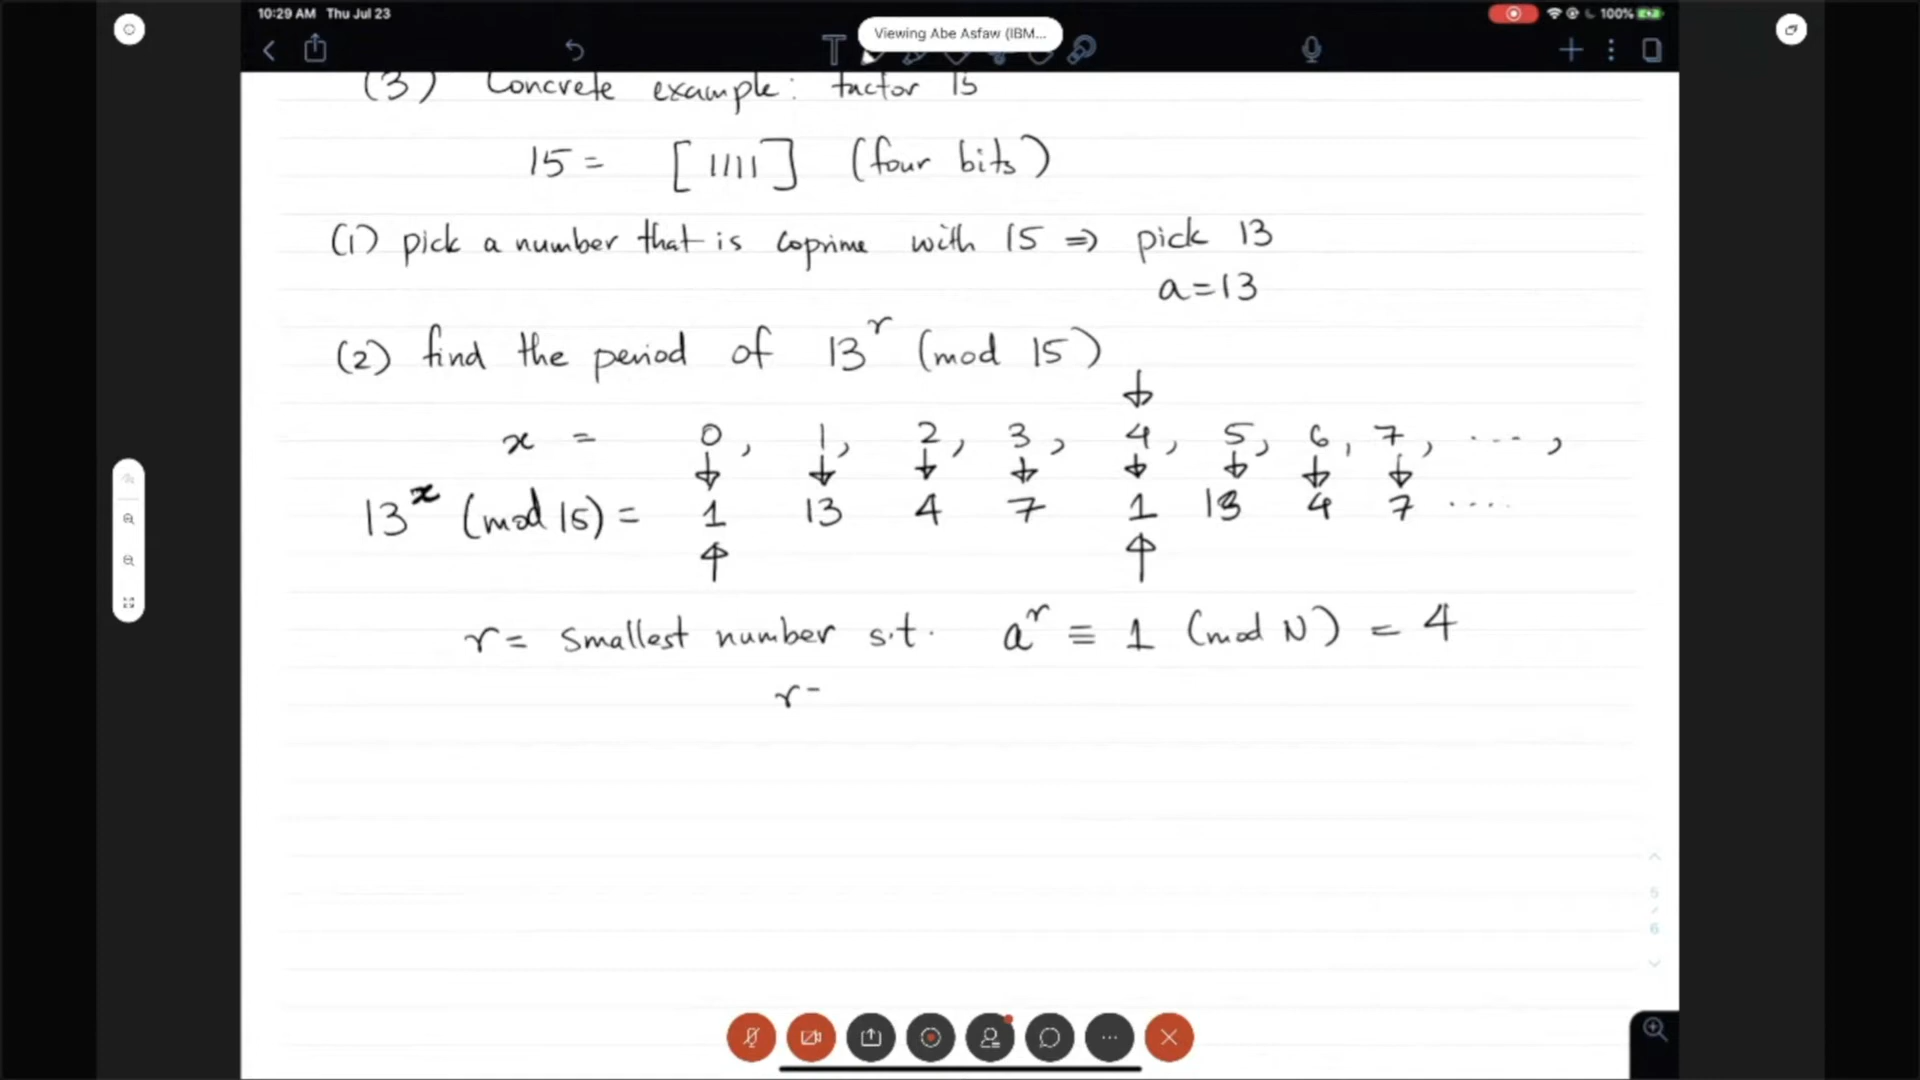 10:29 AM Thu Jul 23
100%
Viewing Abe Asfaw (IBM...
(3) Concrete example: factor 15
15 = [1111] (four bits)
(1) pick a number that is coprime with 15 ⇒ pick 13
a=13
(2) find the period of 13^r (mod 15)
x = 0, 1, 2, 3, 4, 5, 6, 7, ...,
13^x (mod 15) = 1 13 4 7 1 13 4 7 ....
r = smallest number s.t. a^r ≡ 1 (mod N) = 4
r-
5
/
6